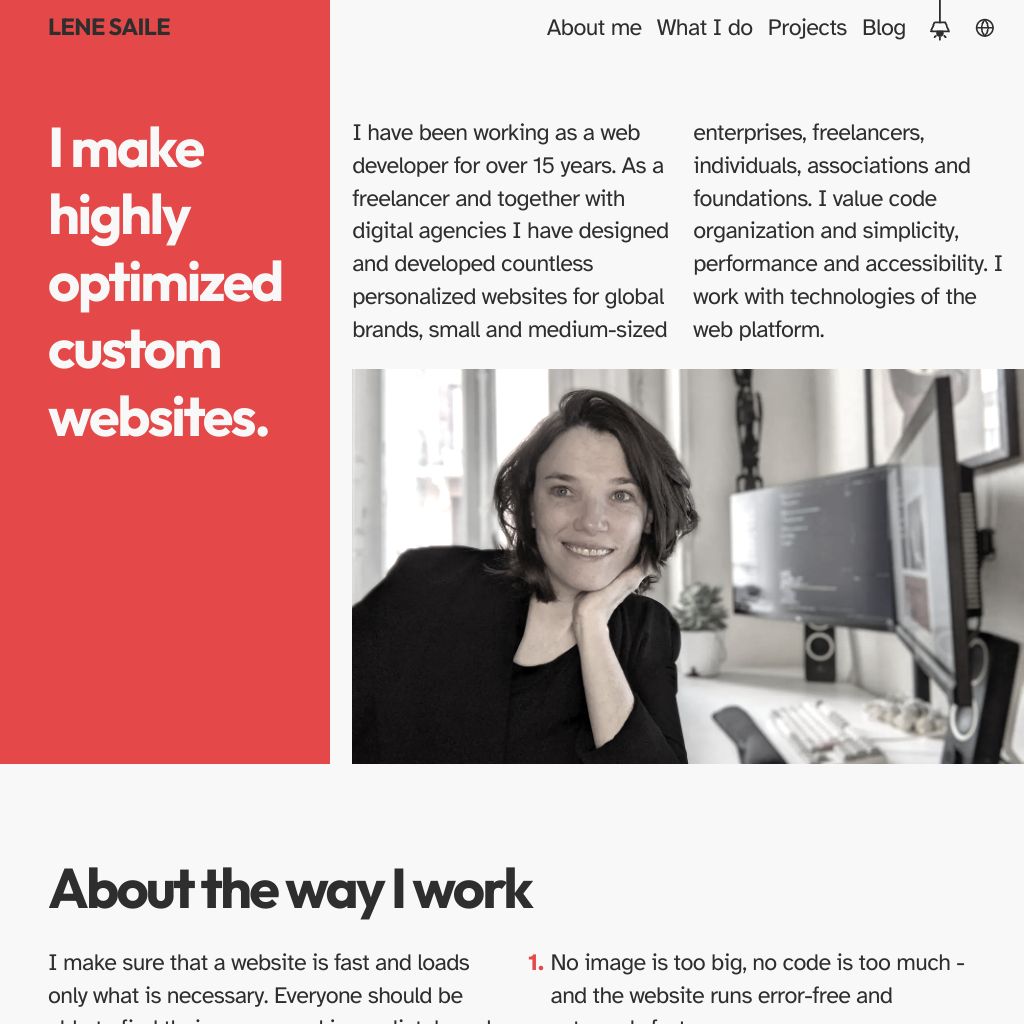 LENE SAILE
About me What I do Projects Blog
I make
highly
optimized
custom
websites.
I have been working as a web
developer for over 15 years. As a
freelancer and together with
digital agencies I have designed
and developed countless
personalized websites for global
brands, small and medium-sized
enterprises, freelancers,
individuals, associations and
foundations. I value code
organization and simplicity,
performance and accessibility. I
work with technologies of the
web platform.
About the way I work
I make sure that a website is fast and loads
only what is necessary. Everyone should be
1. No image is too big, no code is too much -
and the website runs error-free and